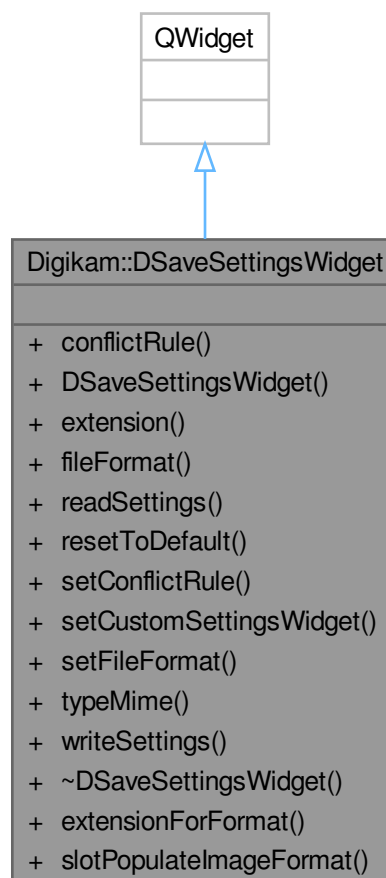 QWidget
Digikam::DSaveSettingsWidget
+ conflictRule()
+ DSaveSettingsWidget()
+ extension()
+ fileFormat()
+ readSettings()
+ resetToDefault()
+ setConflictRule()
+ setCustomSettingsWidget()
+ setFileFormat()
+ typeMime()
+ writeSettings()
+ ~DSaveSettingsWidget()
+ extensionForFormat()
+ slotPopulateImageFormat()